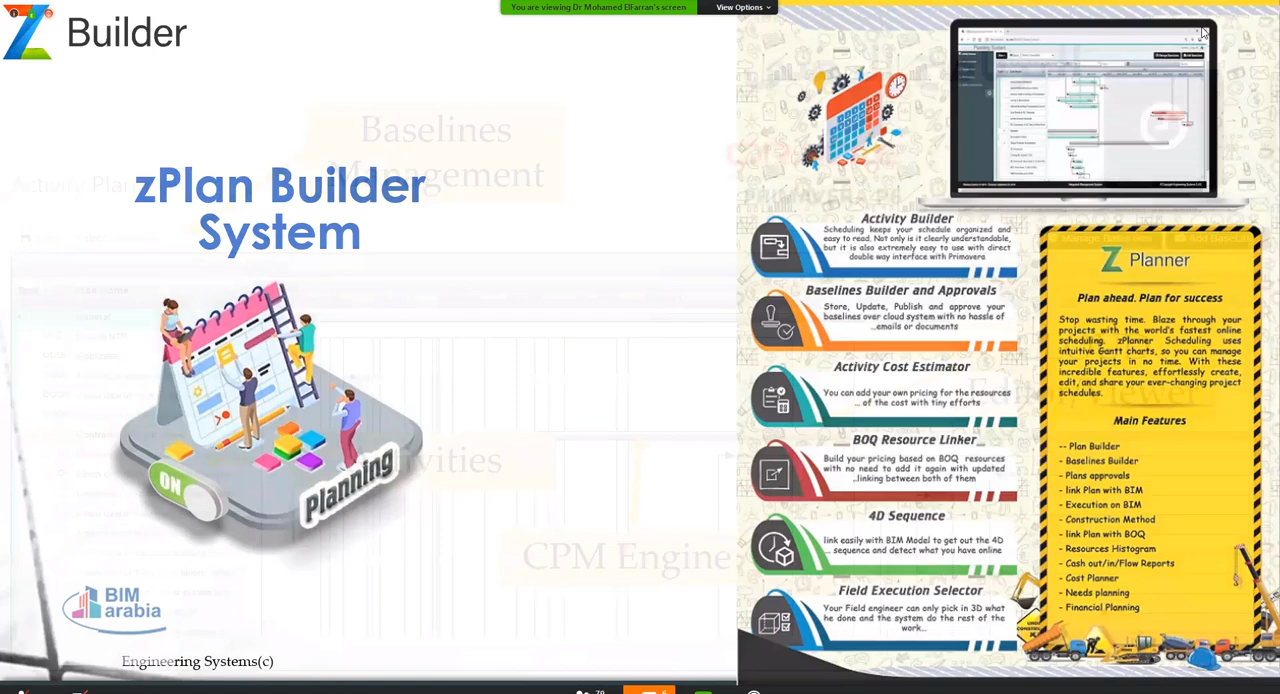 You are viewing Dr Mohamed ElFarran's screen
View Options
Builder
Baselines
Management
zPlan Builder
System
ON
Planning
CPM Engine
BIM
arabia
Engineering Systems(c)
Activity Builder
Scheduling keeps your schedule organized and
easy to read. Not only is it clearly understandable,
but it is also extremely easy to use with direct
double way interface with Primavera
Baselines Builder and Approvals
Store, Update, Publish and approve your
baselines over cloud system with no hassle of
...emails or documents
Activity Cost Estimator
You can add your own pricing for the resources
... of the cost with tiny efforts
BOQ Resource Linker
Build your pricing based on BOQ resources
with no need to add it again with updated
..linking between both of them
4D Sequence
link easily with BIM Model to get out the 4D
... sequence and detect what you have online
Field Execution Selector
Your Field engineer can only pick in 3D what
he done and the system do the rest of the
work...
Z Planner
Plan ahead. Plan for success
Stop wasting time. Blaze through your
projects with the world's fastest online
scheduling. zPlanner Scheduling uses
intuitive Gantt charts, so you can manage
your projects in no time. With these
incredible features, effortlessly create,
edit, and share your ever-changing project
schedules.
Main Features
-- Plan Builder
- Baselines Builder
- Plans approvals
- link Plan with BIM
- Execution on BIM
- Construction Method
- link Plan with BOQ
- Resources Histogram
- Cash out/in/Flow Reports
- Cost Planner
- Needs planning
- Financial Planning